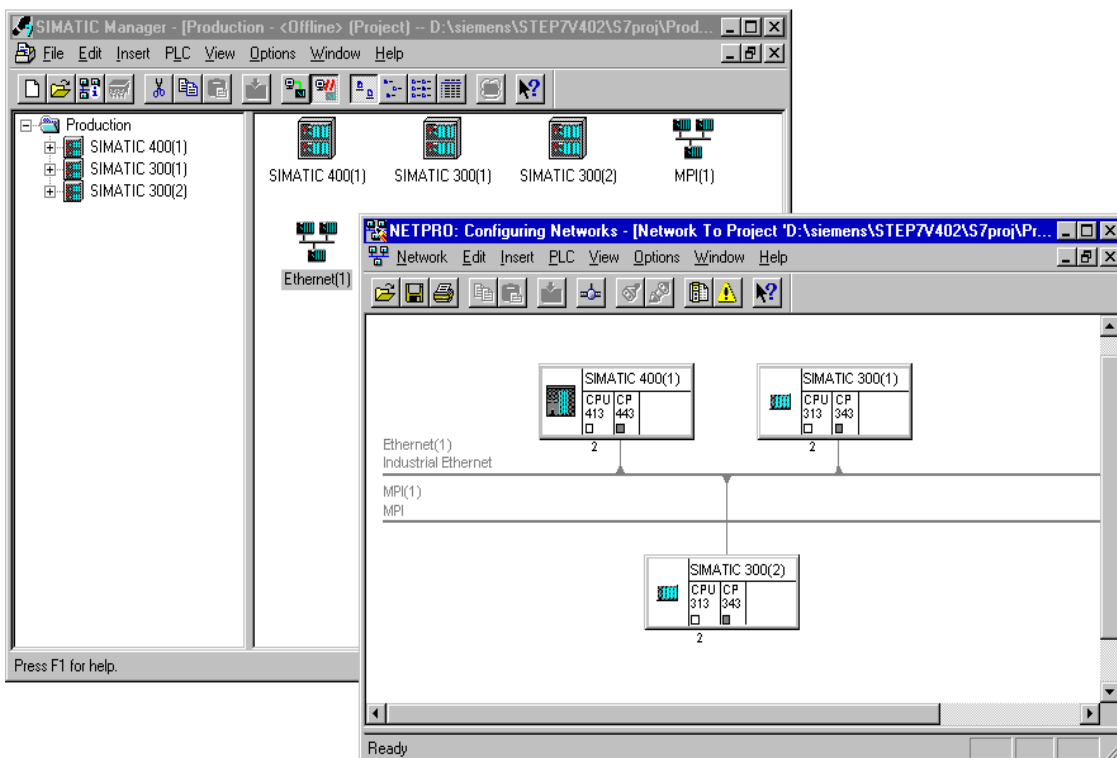 SIMATIC Manager - [Production - <Offline> (Project) -- D:\siemens\STEP7V402\S7proj\Prod...
File Edit Insert PLC View Options Window Help
Production
SIMATIC 400(1)
SIMATIC 300(1)
SIMATIC 300(2)
SIMATIC 400(1) SIMATIC 300(1) SIMATIC 300(2) MPI(1)
Ethernet(1)
Press F1 for help.
NETPRO: Configuring Networks - [Network To Project 'D:\siemens\STEP7V402\S7proj\Pr...
Network Edit Insert PLC View Options Window Help
SIMATIC 400(1)
CPU CP
413 443
2
SIMATIC 300(1)
CPU CP
313 343
2
Ethernet(1)
Industrial Ethernet
MPI(1)
MPI
SIMATIC 300(2)
CPU CP
313 343
2
Ready